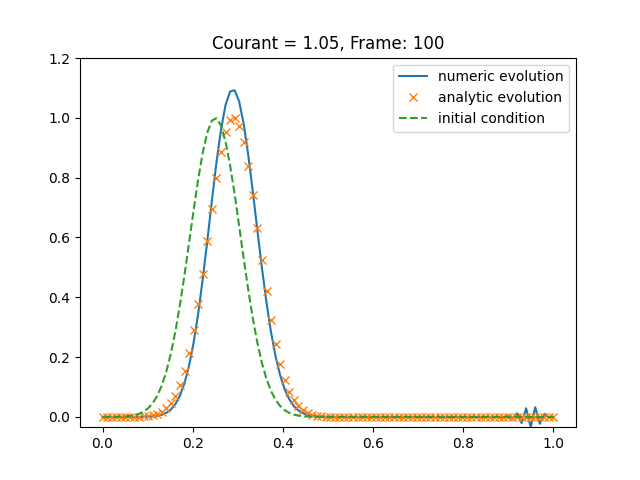 Courant = 1.05, Frame: 100
numeric evolution
analytic evolution
initial condition
1.2
1.0
0.8
0.6
0.4
0.2
0.0
0.0 0.2 0.4 0.6 0.8 1.0